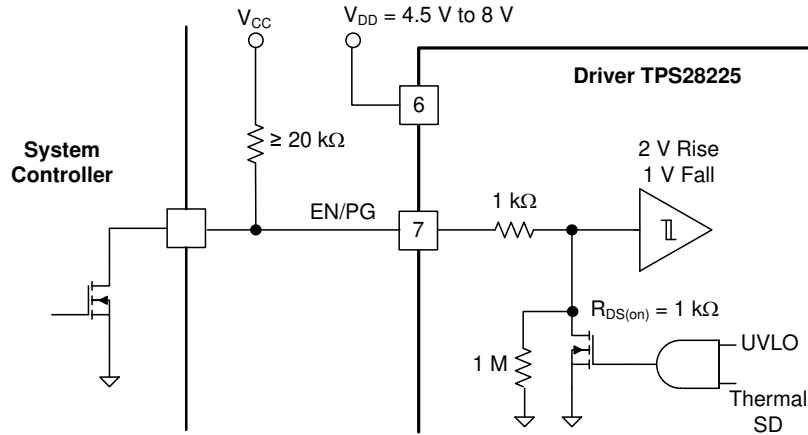 V_CC
V_DD = 4.5 V to 8 V
Driver TPS28225
6
System
Controller
≥ 20 kΩ
2 V Rise
1 V Fall
EN/PG
7
1 kΩ
R_DS(on) = 1 kΩ
1 M
UVLO
Thermal
SD